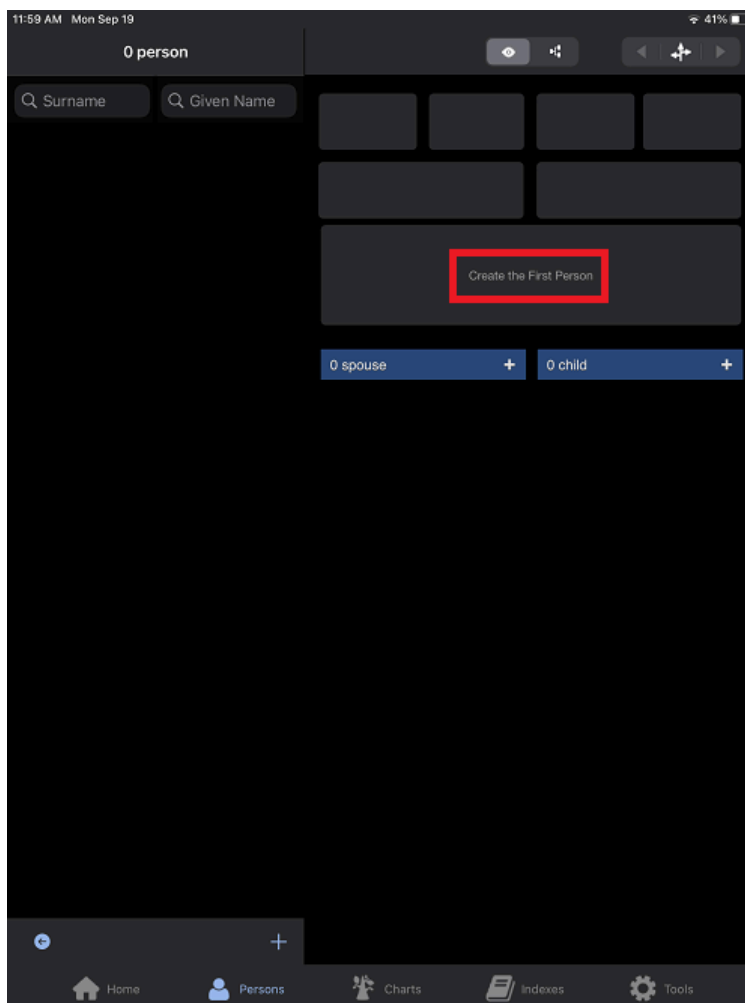 11:59 AM Mon Sep 19
41%
0 person
Surname
Given Name
Create the First Person
0 spouse +
0 child +
+
Home
Persons
Charts
Indexes
Tools